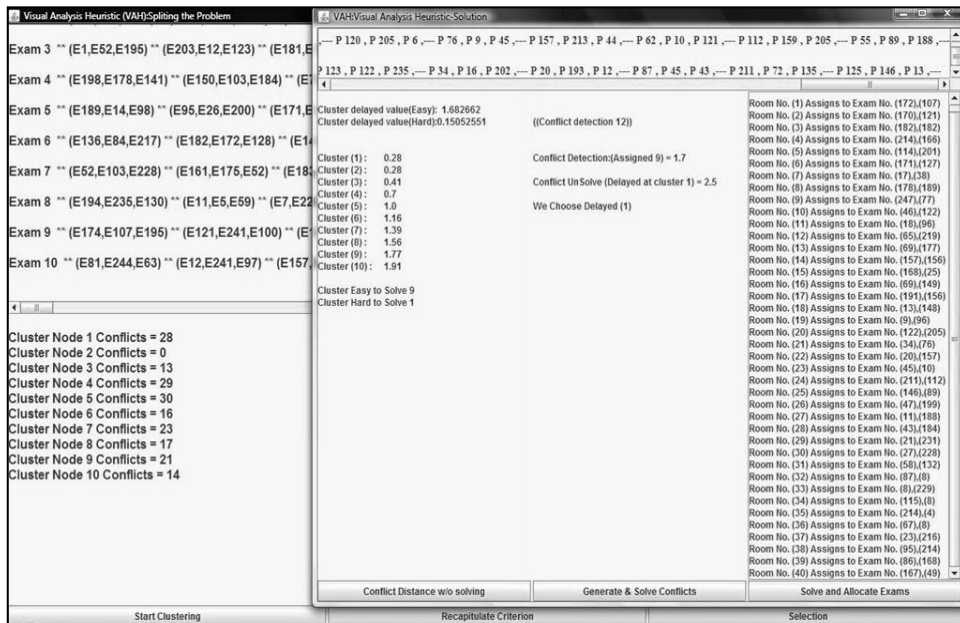 Visual Analysis Heuristic (VAH):Spliting the Problem
Exam 3 ** (E1,E52,E195) ** (E203,E12,E123) ** (E181,E
Exam 4 ** (E198,E178,E141) ** (E150,E103,E184) ** (E
Exam 5 ** (E189,E14,E98) ** (E95,E26,E200) ** (E171,E
Exam 6 ** (E136,E84,E217) ** (E182,E172,E128) ** (E14
Exam 7 ** (E52,E103,E228) ** (E161,E175,E52) ** (E183
Exam 8 ** (E194,E235,E130) ** (E11,E5,E59) ** (E7,E22
Exam 9 ** (E174,E107,E195) ** (E121,E241,E100) ** (E
Exam 10 ** (E81,E244,E63) ** (E12,E241,E97) ** (E157,
Cluster Node 1 Conflicts = 28
Cluster Node 2 Conflicts = 0
Cluster Node 3 Conflicts = 13
Cluster Node 4 Conflicts = 29
Cluster Node 5 Conflicts = 30
Cluster Node 6 Conflicts = 16
Cluster Node 7 Conflicts = 23
Cluster Node 8 Conflicts = 17
Cluster Node 9 Conflicts = 21
Cluster Node 10 Conflicts = 14
VAH:Visual Analysis Heuristic-Solution
,--- P 120 , P 205 , P 6 ,--- P 76 , P 9 , P 45 ,--- P 157 , P 213 , P 44 ,--- P 62 , P 10 , P 121 ,--- P 112 , P 159 , P 205 ,--- P 55 , P 89 , P 188 ,---
P 123 , P 122 , P 235 ,--- P 34 , P 16 , P 202 ,--- P 20 , P 193 , P 12 ,--- P 87 , P 45 , P 43 ,--- P 211 , P 72 , P 135 ,--- P 125 , P 146 , P 13 ,---
Cluster delayed value(Easy): 1.682662
Cluster delayed value(Hard):0.15052551
Cluster (1) : 0.28
Cluster (2) : 0.28
Cluster (3) : 0.41
Cluster (4) : 0.7
Cluster (5) : 1.0
Cluster (6) : 1.16
Cluster (7) : 1.39
Cluster (8) : 1.56
Cluster (9) : 1.77
Cluster (10) : 1.91
Cluster Easy to Solve 9
Cluster Hard to Solve 1
((Conflict detection 12))
Conflict Detection:(Assigned 9) = 1.7
Conflict UnSolve (Delayed at cluster 1) = 2.5
We Choose Delayed (1)
Room No. (1) Assigns to Exam No. (172),(107)
Room No. (2) Assigns to Exam No. (170),(121)
Room No. (3) Assigns to Exam No. (182),(182)
Room No. (4) Assigns to Exam No. (214),(166)
Room No. (5) Assigns to Exam No. (114),(201)
Room No. (6) Assigns to Exam No. (171),(127)
Room No. (7) Assigns to Exam No. (17),(38)
Room No. (8) Assigns to Exam No. (178),(189)
Room No. (9) Assigns to Exam No. (247),(77)
Room No. (10) Assigns to Exam No. (46),(122)
Room No. (11) Assigns to Exam No. (18),(96)
Room No. (12) Assigns to Exam No. (65),(219)
Room No. (13) Assigns to Exam No. (69),(177)
Room No. (14) Assigns to Exam No. (157),(156)
Room No. (15) Assigns to Exam No. (168),(25)
Room No. (16) Assigns to Exam No. (69),(149)
Room No. (17) Assigns to Exam No. (191),(156)
Room No. (18) Assigns to Exam No. (13),(148)
Room No. (19) Assigns to Exam No. (9),(96)
Room No. (20) Assigns to Exam No. (122),(205)
Room No. (21) Assigns to Exam No. (34),(76)
Room No. (22) Assigns to Exam No. (20),(157)
Room No. (23) Assigns to Exam No. (45),(10)
Room No. (24) Assigns to Exam No. (211),(112)
Room No. (25) Assigns to Exam No. (146),(89)
Room No. (26) Assigns to Exam No. (47),(199)
Room No. (27) Assigns to Exam No. (11),(188)
Room No. (28) Assigns to Exam No. (43),(184)
Room No. (29) Assigns to Exam No. (21),(231)
Room No. (30) Assigns to Exam No. (27),(228)
Room No. (31) Assigns to Exam No. (58),(132)
Room No. (32) Assigns to Exam No. (87),(8)
Room No. (33) Assigns to Exam No. (8),(229)
Room No. (34) Assigns to Exam No. (115),(8)
Room No. (35) Assigns to Exam No. (214),(4)
Room No. (36) Assigns to Exam No. (67),(8)
Room No. (37) Assigns to Exam No. (23),(216)
Room No. (38) Assigns to Exam No. (95),(214)
Room No. (39) Assigns to Exam No. (86),(168)
Room No. (40) Assigns to Exam No. (167),(49)
Conflict Distance w/o solving
Generate & Solve Conflicts
Solve and Allocate Exams
Start Clustering
Recapitulate Criterion
Selection